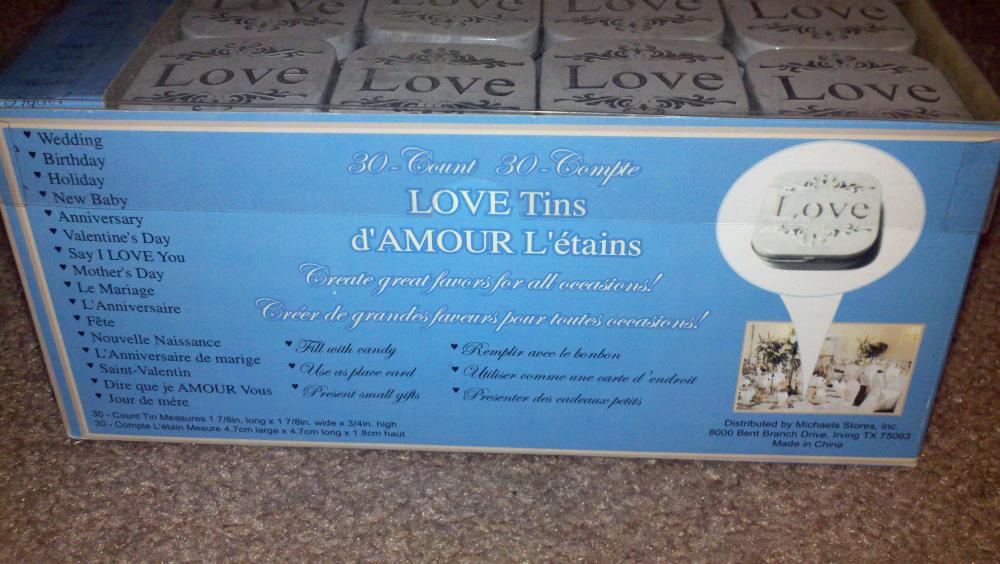 Love Love Love Love
Love Love Love Love
♥ Wedding
♥ Birthday
♥ Holiday
♥ New Baby
♥ Anniversary
♥ Valentine's Day
♥ Say I LOVE You
♥ Mother's Day
♥ Le Mariage
♥ L'Anniversaire
♥ Fête
♥ Nouvelle Naissance
♥ L'Anniversaire de marige
♥ Saint-Valentin
♥ Dire que je AMOUR Vous
♥ Jour de mére
30 - Count Tin Measures 1 7/8in. long x 1 7/8in. wide x 3/4in. high
30 - Compte L'étain Mesure 4.7cm large x 4.7cm long x 1.8cm haut
30 - Count 30 - Compte
LOVE Tins
d'AMOUR L'étains
Create great favors for all occasions!
Créer de grandes faveurs pour toutes occasions!
♥ Fill with candy
♥ Use as place card
♥ Present small gifts
♥ Remplir avec le bonbon
♥ Utiliser comme une carte d'endroit
♥ Presenter des cadeaux petits
Love
Distributed by Michaels Stores, Inc.
8000 Bent Branch Drive, Irving TX 75063
Made in China